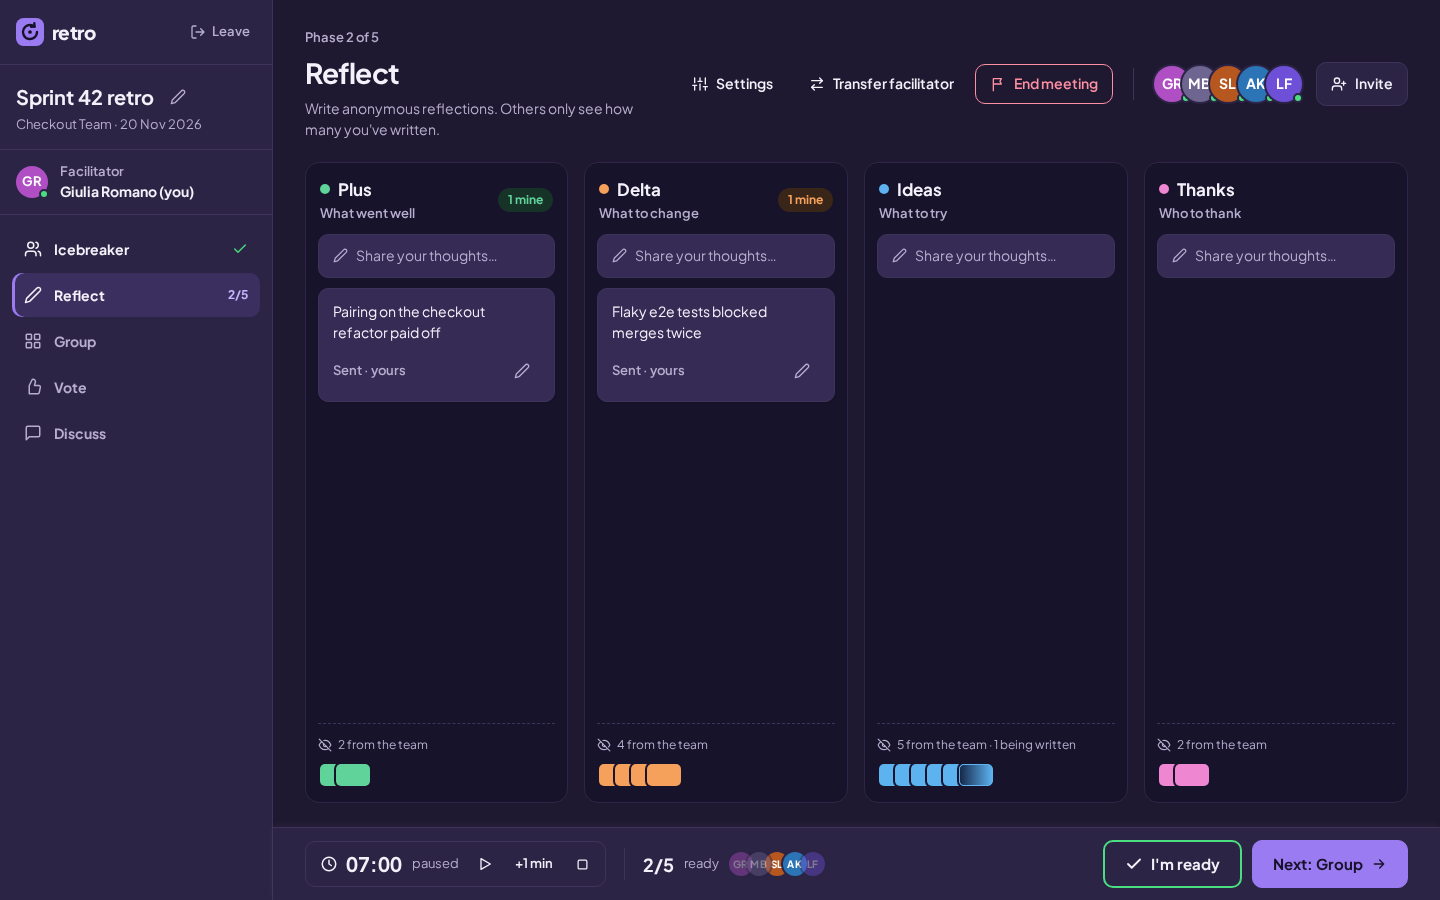 retro
Leave
Sprint 42 retro
Checkout Team · 20 Nov 2026
GR
Facilitator
Giulia Romano (you)
Icebreaker
Reflect 2/5
Group
Vote
Discuss
Phase 2 of 5
Reflect
Write anonymous reflections. Others only see how
many you've written.
Settings
Transfer facilitator
End meeting
GR MB SL AK LF
Invite
Plus
What went well
1 mine
Share your thoughts…
Pairing on the checkout
refactor paid off
Sent · yours
2 from the team
Delta
What to change
1 mine
Share your thoughts…
Flaky e2e tests blocked
merges twice
Sent · yours
4 from the team
Ideas
What to try
Share your thoughts…
5 from the team · 1 being written
Thanks
Who to thank
Share your thoughts…
2 from the team
07:00 paused +1 min
2/5 ready GR MB SL AK LF
I'm ready
Next: Group